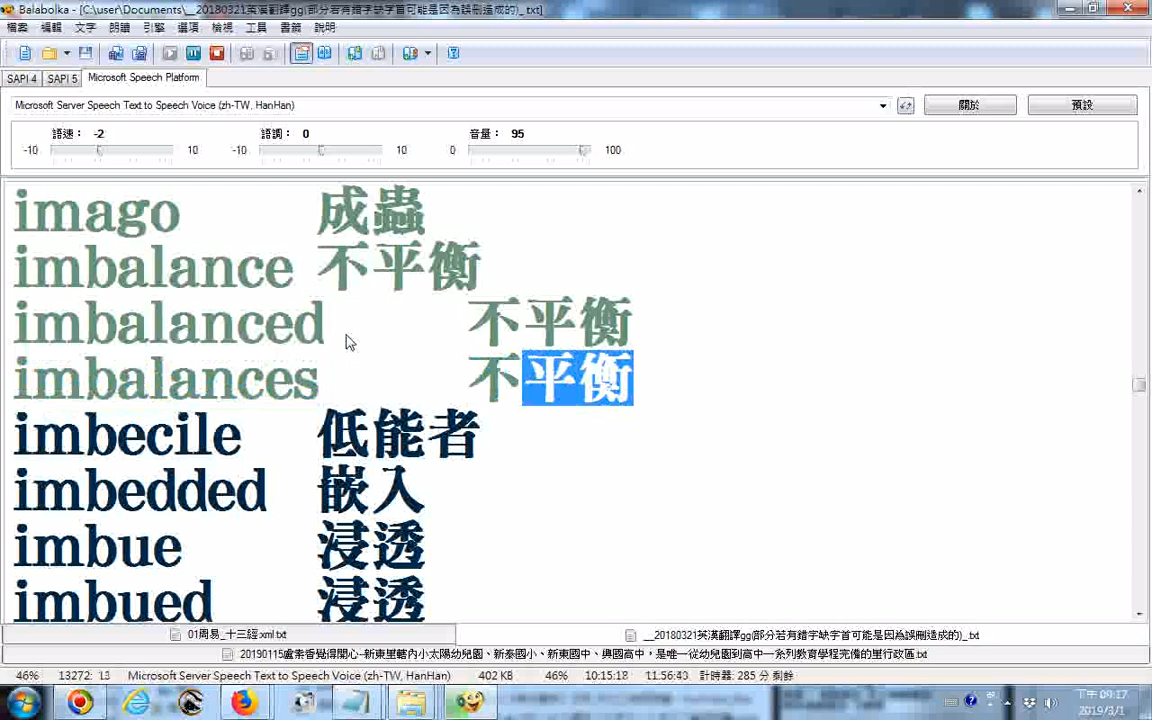 Balabolka - [C:\user\Documents\__20180321英漢翻譯gg(部分若有錯字缺字首可能是因為誤刪造成的)_.txt]
檔案 編輯 文字 朗讀 引擎 選項 檢視 工具 書籤 說明
SAPI 4 SAPI 5 Microsoft Speech Platform
Microsoft Server Speech Text to Speech Voice (zh-TW, HanHan) 關於 預設
語速： -2 語調： 0 音量： 95
-10 10 -10 10 0 100
imago 成蟲
imbalance 不平衡
imbalanced 不平衡
imbalances 不平衡
imbecile 低能者
imbedded 嵌入
imbue 浸透
imbued 浸透
01周易_十三經.xml.txt __20180321英漢翻譯gg(部分若有錯字缺字首可能是因為誤刪造成的)_.txt
20190115盧素香覺得開心-新東里轄內小太陽幼兒園、新泰國小、新東國中、興國高中，是唯一從幼兒園到高中一系列教育學程完備的里行政區.txt
46% 13272: 13 Microsoft Server Speech Text to Speech Voice (zh-TW, HanHan) 402 KB 46% 10:15:18 11:56:43 計時器: 285 分 剩餘
下午 09:17
2019/3/1